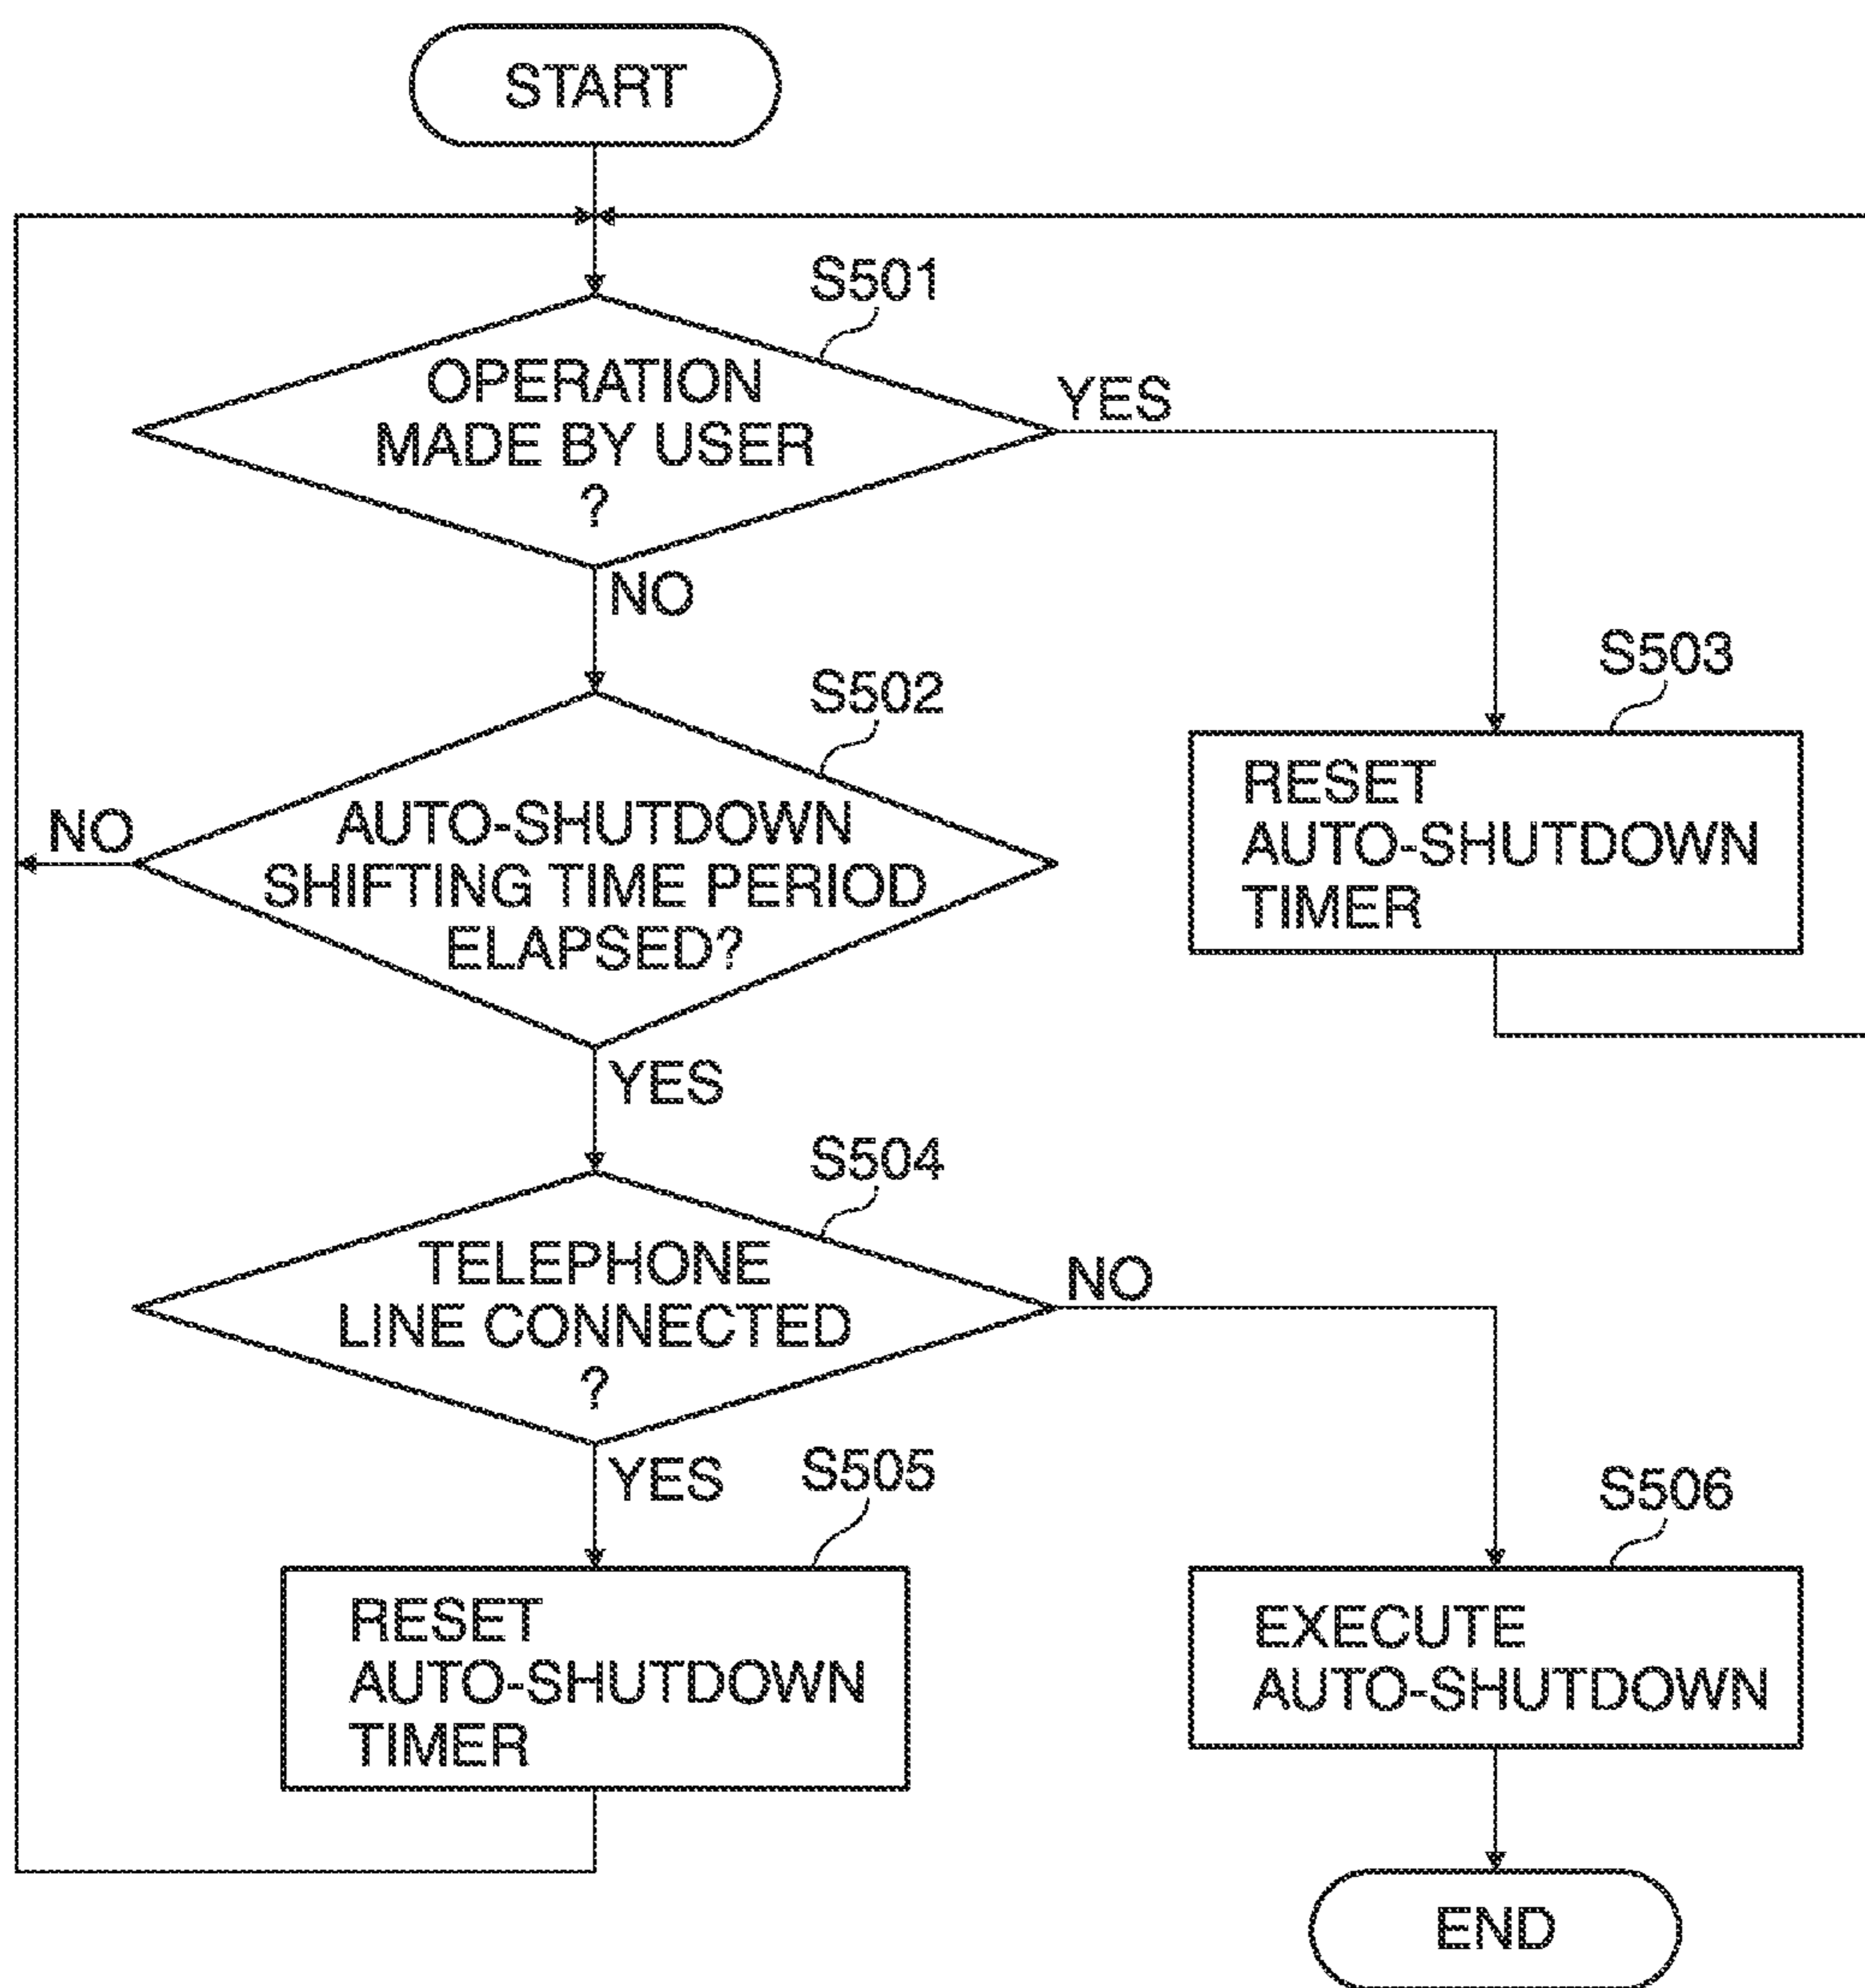 START
S501
OPERATION
MADE BY USER
?
YES
NO
S503
RESET
AUTO-SHUTDOWN
TIMER
S502
AUTO-SHUTDOWN
SHIFTING TIME PERIOD
ELAPSED?
NO
YES
S504
TELEPHONE
LINE CONNECTED
?
NO
YES
S505
RESET
AUTO-SHUTDOWN
TIMER
S506
EXECUTE
AUTO-SHUTDOWN
END